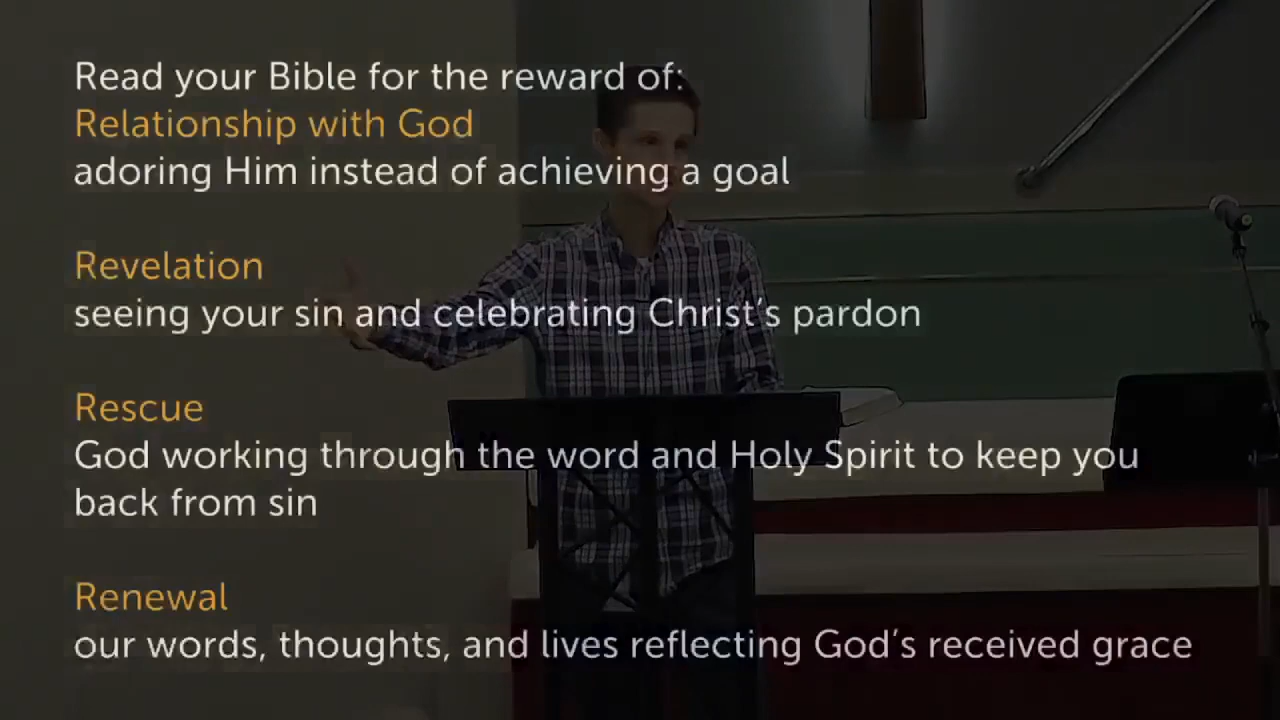 Read your Bible for the reward of:
Relationship with God
adoring Him instead of achieving a goal
Revelation
seeing your sin and celebrating Christ's pardon
Rescue
God working through the word and Holy Spirit to keep you
back from sin
Renewal
our words, thoughts, and lives reflecting God's received grace